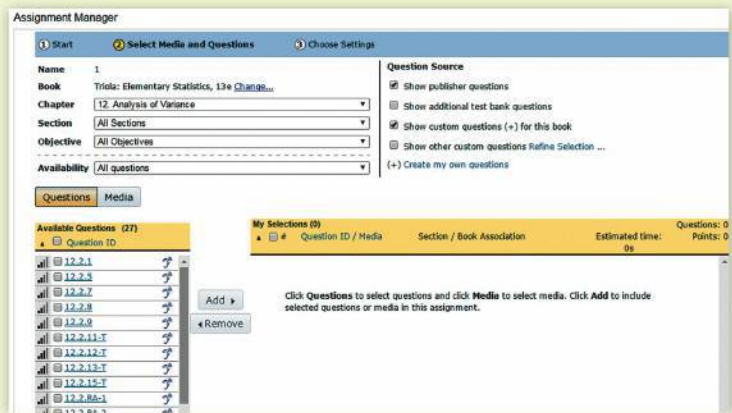 Assignment Manager
1 Start 2 Select Media and Questions 3 Choose Settings
Name 1
Book Triola: Elementary Statistics, 13e Change...
Chapter 12. Analysis of Variance
Section All Sections
Objective All Objectives
Availability All questions
Question Source
Show publisher questions
Show additional test bank questions
Show custom questions (+) for this book
Show other custom questions Refine Selection ...
(+) Create my own questions
Questions Media
Available Questions (27)
Question ID
12.2.1
12.2.5
12.2.7
12.2.8
12.2.9
12.2.11-T
12.2.12-T
12.2.13-T
12.2.15-T
12.2.RA-1
12.2.RA-2
Add
Remove
My Selections (0) Questions: 0
# Question ID / Media Section / Book Association Estimated time: Points: 0
0s
Click Questions to select questions and click Media to select media. Click Add to include
selected questions or media in this assignment.